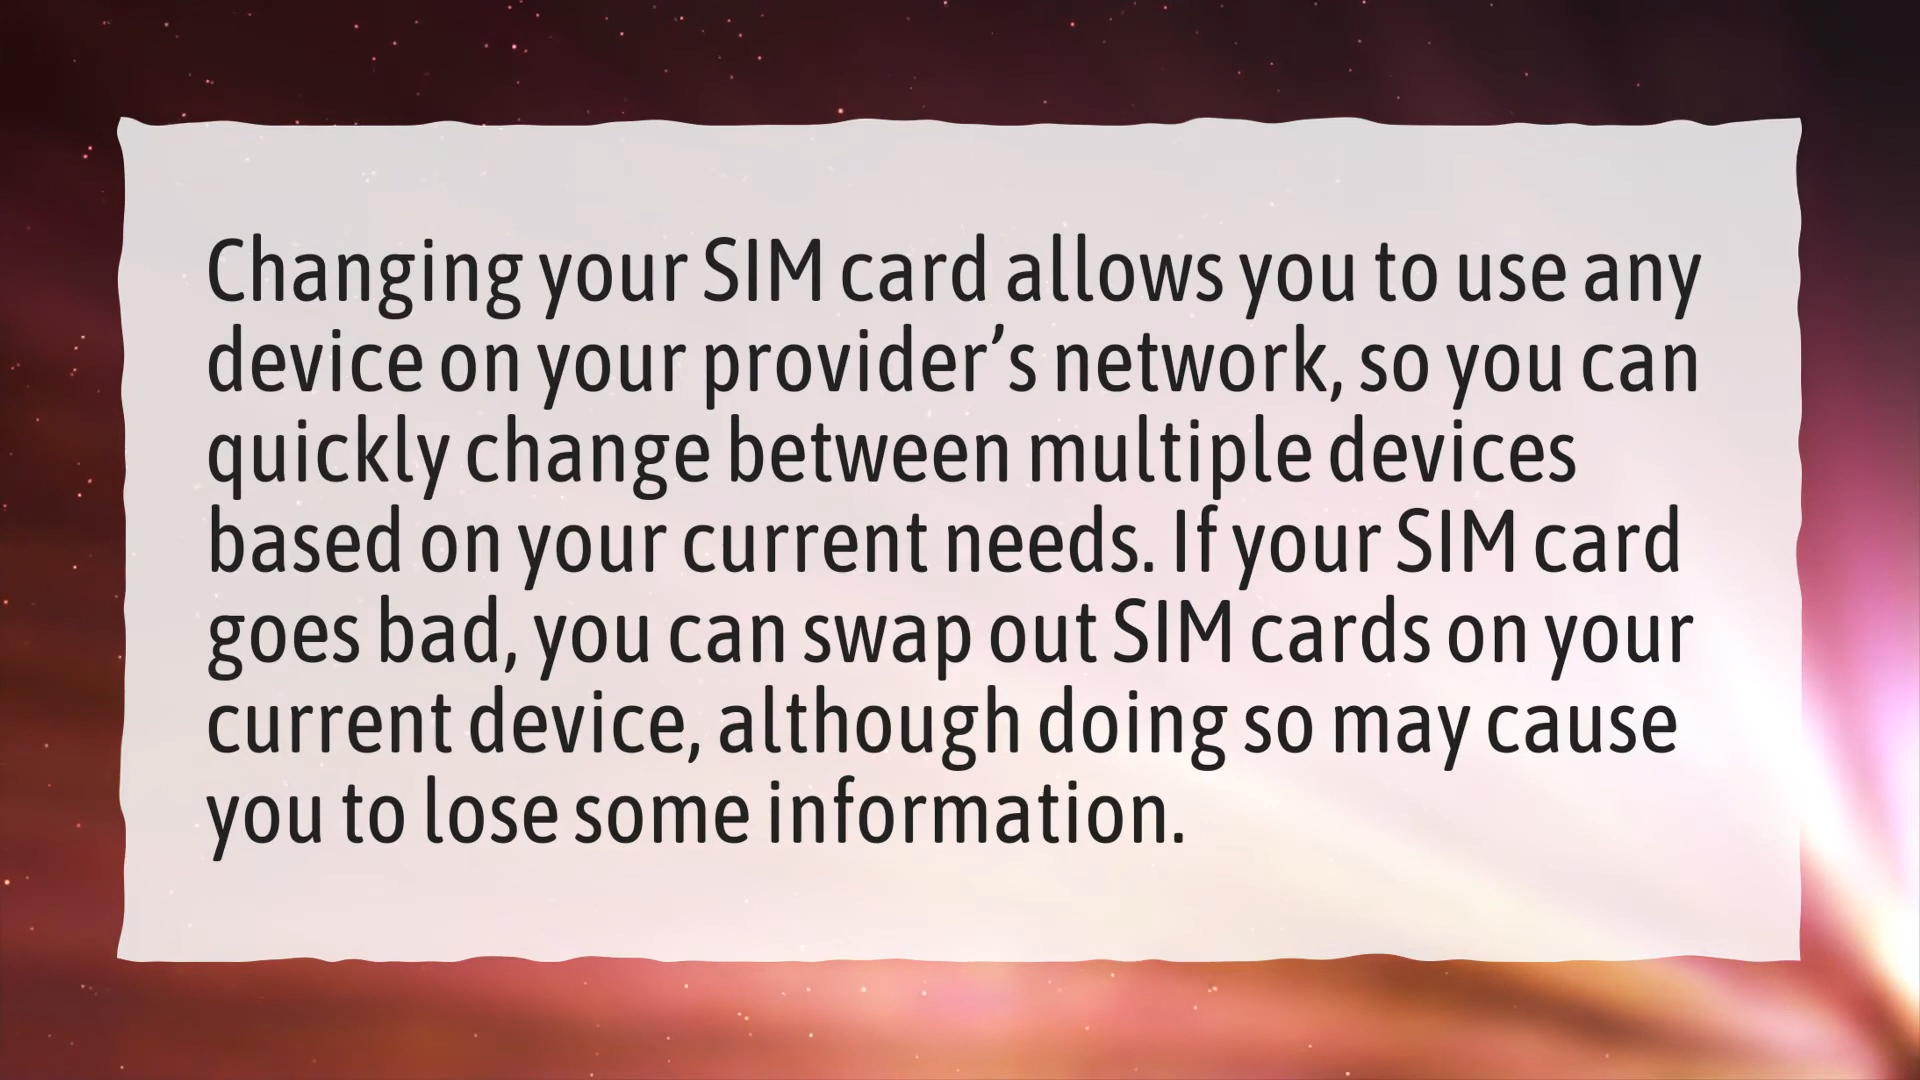 Changing your SIM card allows you to use any
device on your provider’s network, so you can
quickly change between multiple devices
based on your current needs. If your SIM card
goes bad, you can swap out SIM cards on your
current device, although doing so may cause
you to lose some information.